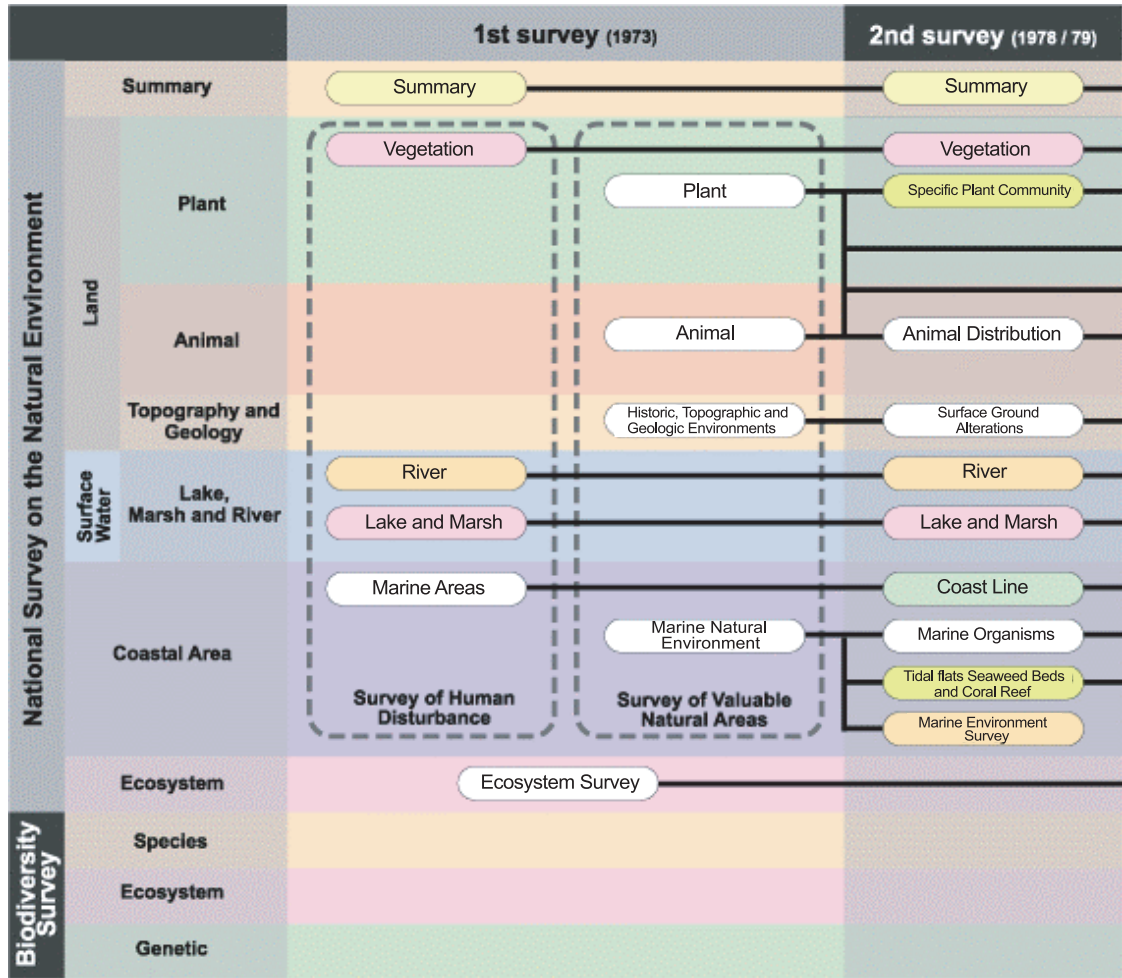 1st survey (1973)
2nd survey (1978 / 79)
National Survey on the Natural Environment
Summary
Summary
Summary
Land
Plant
Vegetation
Vegetation
Plant
Specific Plant Community
Animal
Animal
Animal Distribution
Topography and
Geology
Historic, Topographic and
Geologic Environments
Surface Ground
Alterations
Surface
Water
Lake,
Marsh and River
River
River
Lake and Marsh
Lake and Marsh
Coastal Area
Marine Areas
Coast Line
Marine Natural
Environment
Marine Organisms
Tidal flats Seaweed Beds
and Coral Reef
Marine Environment
Survey
Survey of Human
Disturbance
Survey of Valuable
Natural Areas
Ecosystem
Ecosystem Survey
Biodiversity
Survey
Species
Ecosystem
Genetic